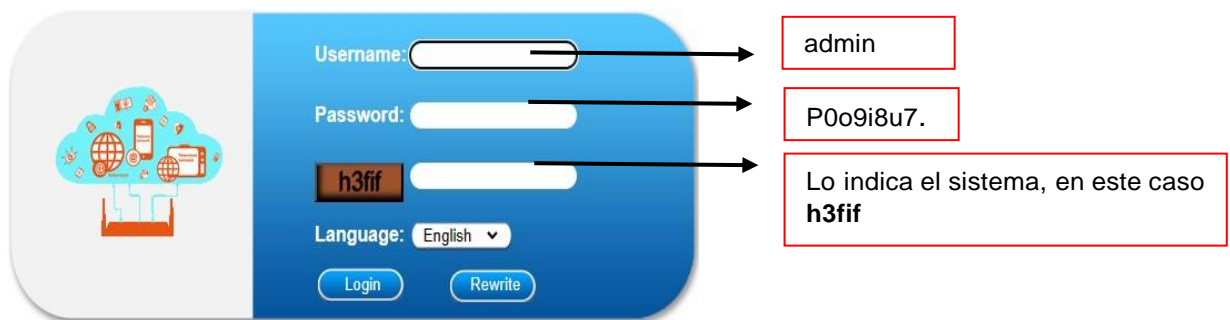 Username:
admin
Password:
P0o9i8u7.
h3fif
Lo indica el sistema, en este caso
h3fif
Language: English
Login Rewrite